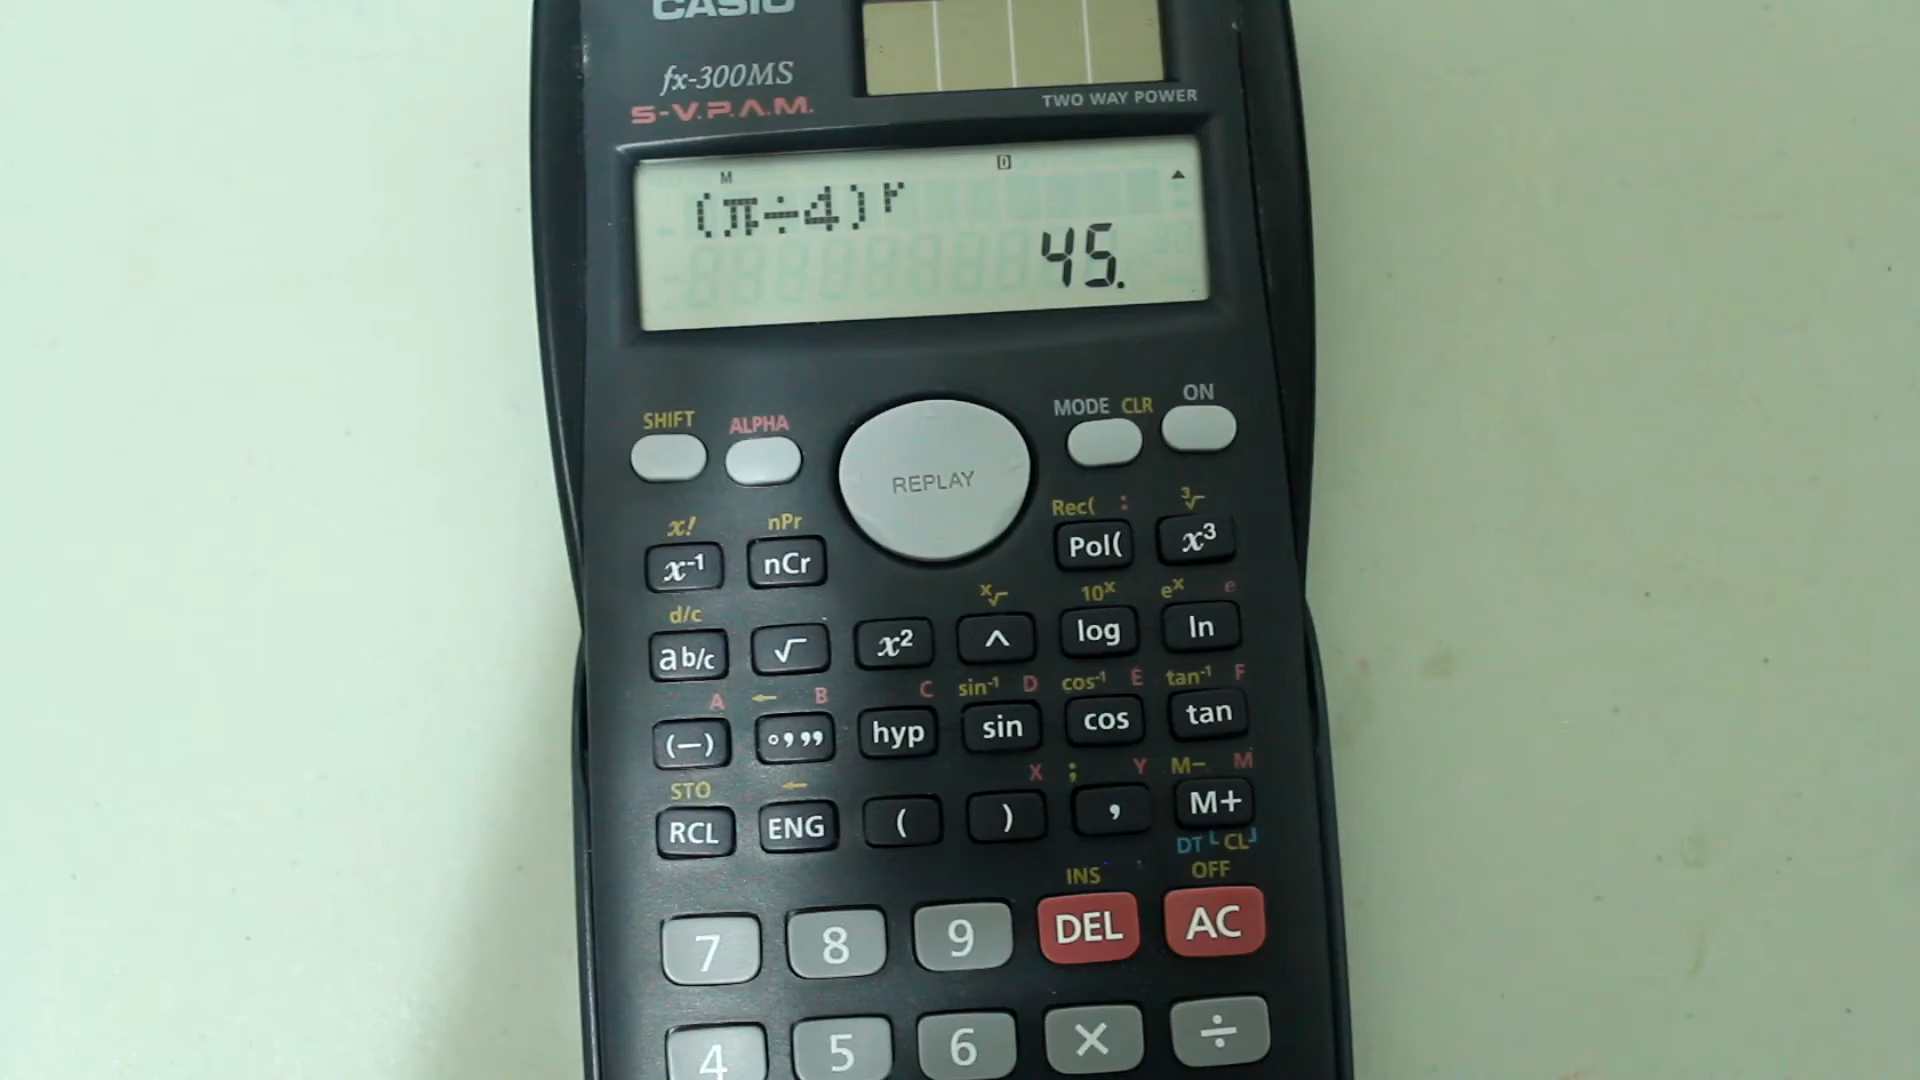 CASIO
fx-300MS
S-V.P.A.M.
TWO WAY POWER
M D
(π÷4)ʳ
45.
SHIFT ALPHA MODE CLR ON
REPLAY
x! nPr Rec( : ³√
x⁻¹ nCr Pol( x³
d/c ˣ√ 10ˣ eˣ e
ab/c √ x² ^ log ln
A ← B C sin⁻¹ D cos⁻¹ E tan⁻¹ F
(−) °,,, hyp sin cos tan
STO ← X ; Y M− M
RCL ENG ( ) , M+
DT CL
INS OFF
7 8 9 DEL AC
4 5 6 × ÷